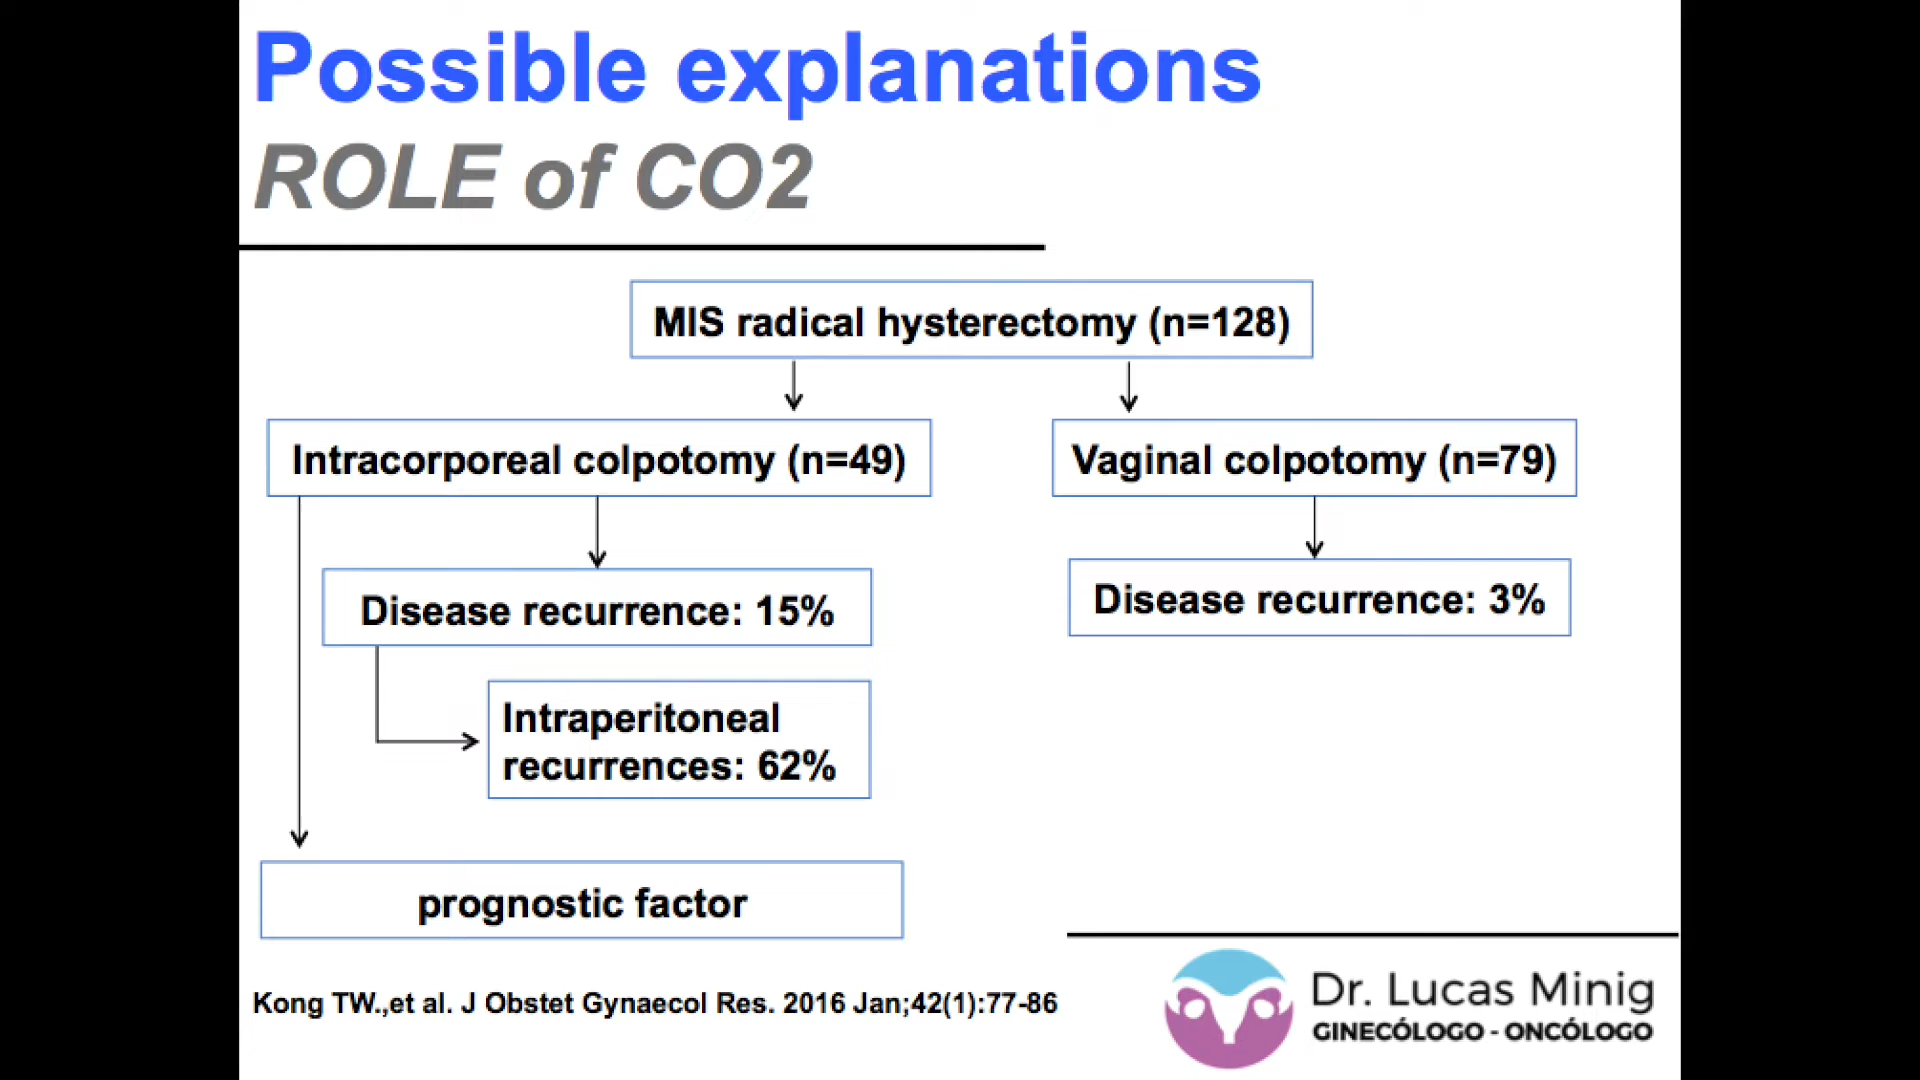 Possible explanations
ROLE of CO2
MIS radical hysterectomy (n=128)
Intracorporeal colpotomy (n=49)
Vaginal colpotomy (n=79)
Disease recurrence: 15%
Disease recurrence: 3%
Intraperitoneal
recurrences: 62%
prognostic factor
Kong TW.,et al. J Obstet Gynaecol Res. 2016 Jan;42(1):77-86
Dr. Lucas Minig
GINECÓLOGO - ONCÓLOGO